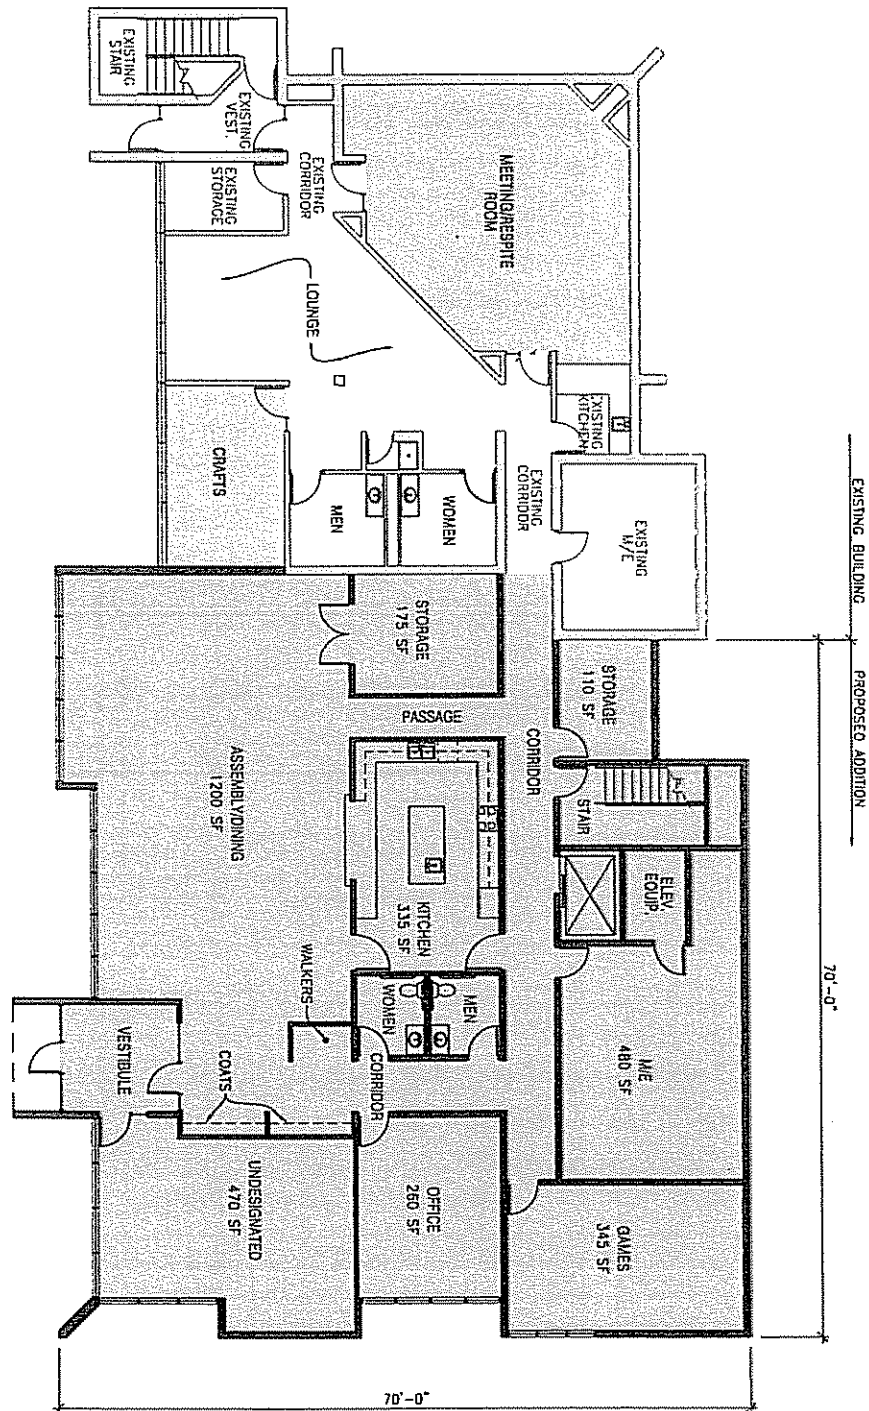 EXISTING BUILDING
PROPOSED ADDITION
70'-0"
EXISTING
STAIR
EXISTING
VEST.
EXISTING
STORAGE
EXISTING
CORRIDOR
MEETING/RESPITE
ROOM
LOUNGE
EXISTING
KITCHEN
EXISTING
CORRIDOR
EXISTING
M/E
CRAFTS
MEN
WOMEN
STORAGE
175 SF
STORAGE
110 SF
PASSAGE
CORRIDOR
STAIR
ELEV.
EQUIP.
ASSEMBLY/DINING
1200 SF
KITCHEN
335 SF
M/E
480 SF
WALKERS
WOMEN
MEN
VESTIBULE
COATS
CORRIDOR
UNDESIGNATED
470 SF
OFFICE
260 SF
GAMES
345 SF
70'-0"